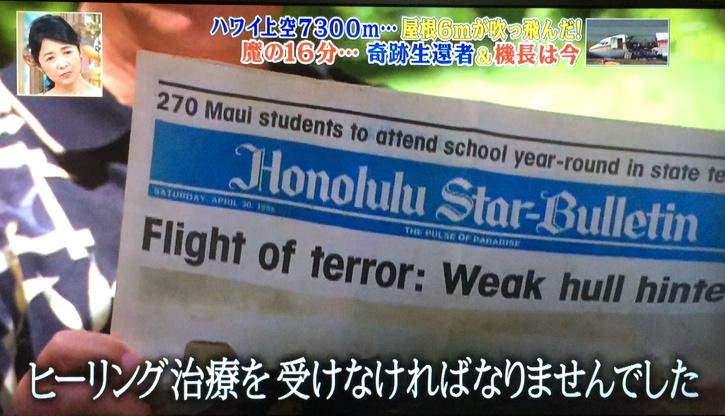 ハワイ上空7300m…屋根6mが吹っ飛んだ!
魔の16分…奇跡生還者&機長は今
270 Maui students to attend school year-round in state te
Honolulu Star-Bulletin
SATURDAY, APRIL 30, 1988
THE PULSE OF PARADISE
Flight of terror: Weak hull hinte
ヒーリング治療を 受けなければなりませんでした